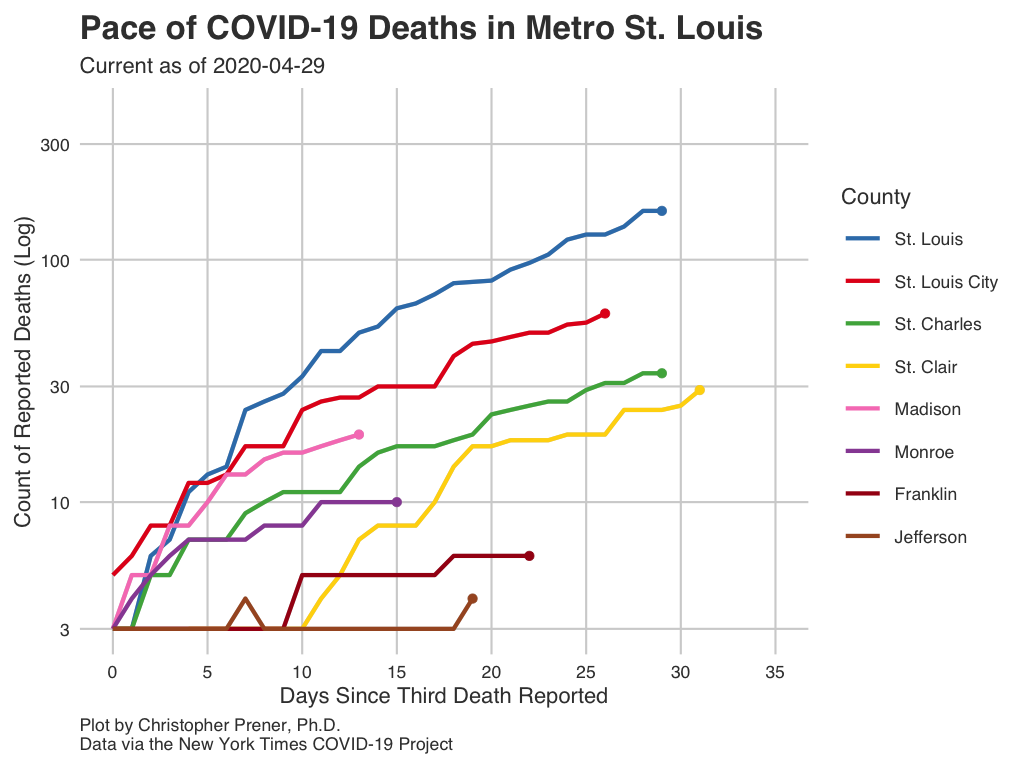 Pace of COVID-19 Deaths in Metro St. Louis
Current as of 2020-04-29
Count of Reported Deaths (Log)
300
100
30
10
3
0 5 10 15 20 25 30 35
Days Since Third Death Reported
County
St. Louis
St. Louis City
St. Charles
St. Clair
Madison
Monroe
Franklin
Jefferson
Plot by Christopher Prener, Ph.D.
Data via the New York Times COVID-19 Project